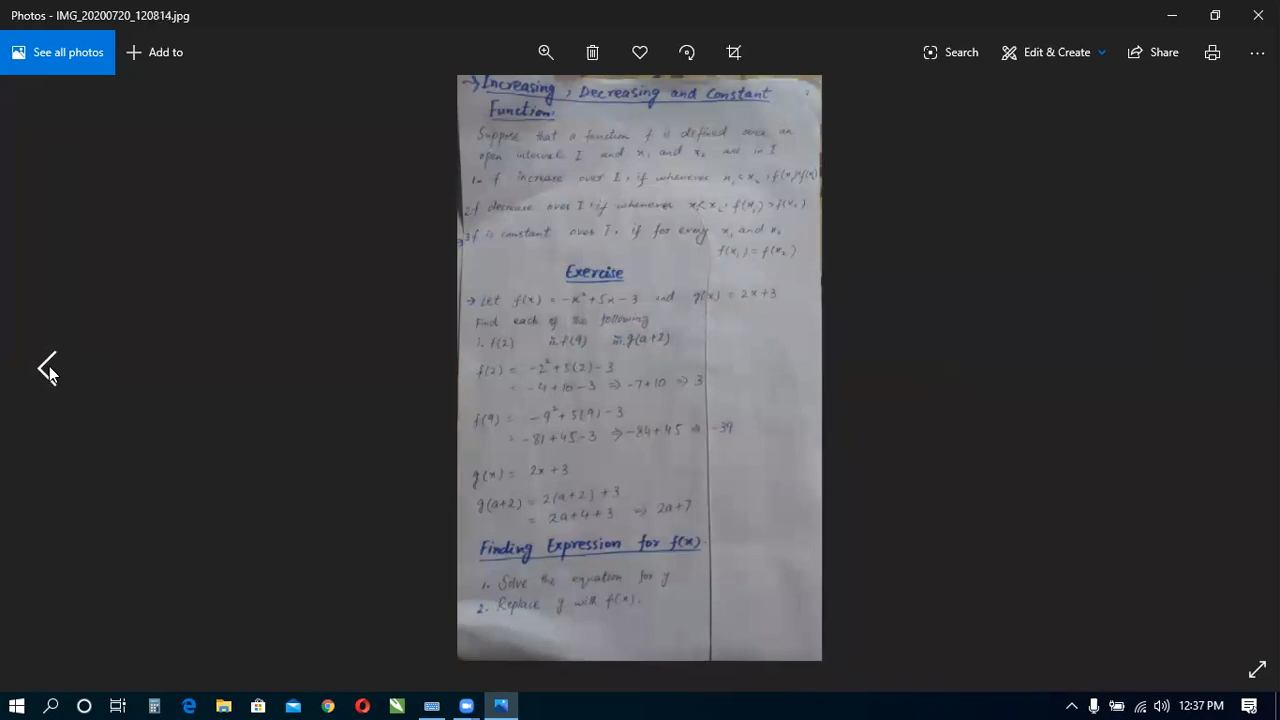 Photos - IMG_20200720_120814.jpg
See all photos
Add to
Search
Edit & Create
Share
→ Increasing, Decreasing and Constant
Function.
Suppose that a function f is defined over an
open interval I and x₁ and x₂ are in I
1. f increase over I, if whenever x₁ < x₂,
2. f decrease over I, if whenever x₁< x₂, f(x₁) > f(x₂)
→ 3 f is constant over I, if for every x₁ and x₂
f(x₁) = f(x₂)
Exercise
→ Let f(x) = -x² + 5x - 3 and g(x) = 2x+3
Find each of the following
i. f(2) ii. f(9) iii. g(a+2)
f(2) = -2² + 5(2) - 3
= -4 + 10 - 3 ⇒ -7+10 ⇒ 3
f(9) = -9² + 5(9) - 3
= -81 + 45 - 3 ⇒ -84 + 45 ⇒ -39
g(x) = 2x + 3
g(a+2) = 2(a+2) + 3
= 2a + 4 + 3 ⇒ 2a+7
Finding Expression for f(x).
1. Solve the equation for y
2. Replace y with f(x).
12:37 PM